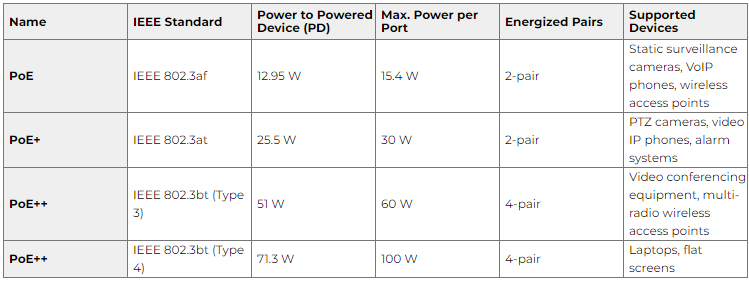 Name IEEE Standard Power to Powered Device (PD) Max. Power per Port Energized Pairs Supported Devices
PoE IEEE 802.3af 12.95 W 15.4 W 2-pair Static surveillance cameras, VoIP phones, wireless access points
PoE+ IEEE 802.3at 25.5 W 30 W 2-pair PTZ cameras, video IP phones, alarm systems
PoE++ IEEE 802.3bt (Type 3) 51 W 60 W 4-pair Video conferencing equipment, multi-radio wireless access points
PoE++ IEEE 802.3bt (Type 4) 71.3 W 100 W 4-pair Laptops, flat screens